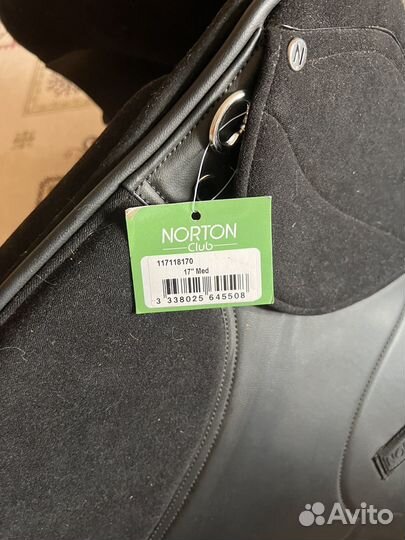 N
NORTON
Club
117118170
17" Med
3 338025 645508
Avito